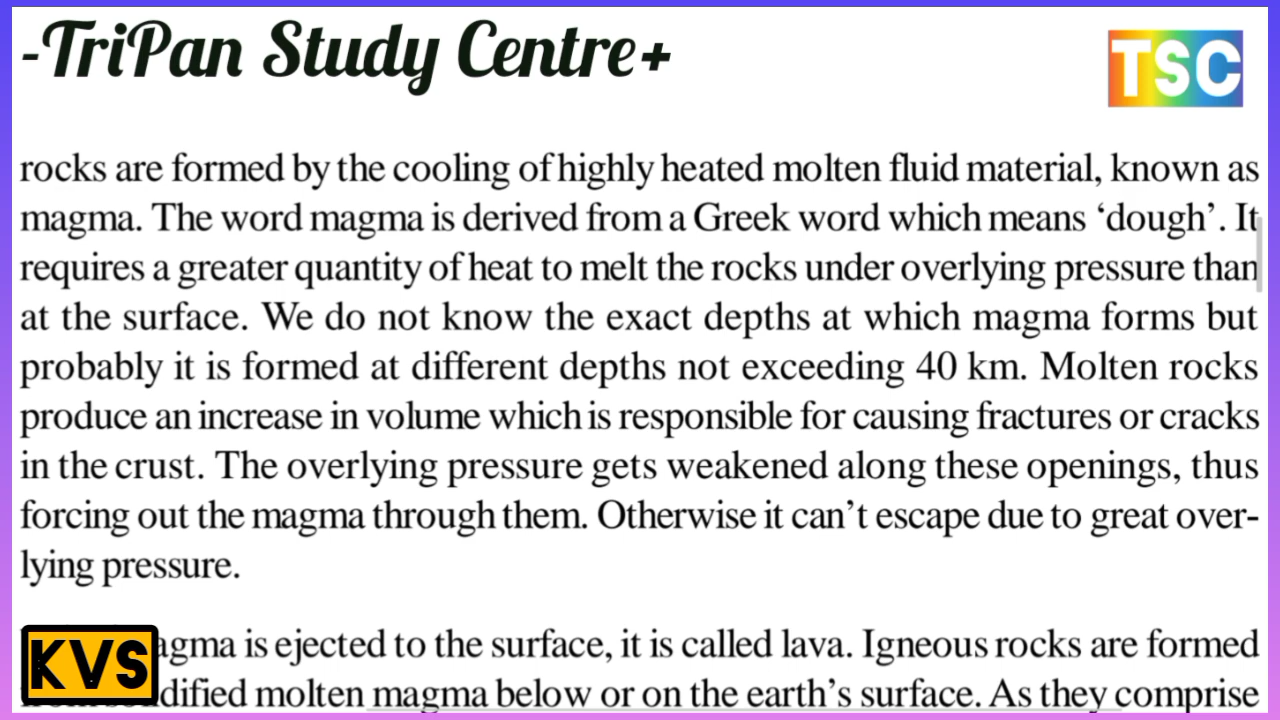 -TriPan Study Centre+
TSC
rocks are formed by the cooling of highly heated molten fluid material, known as
magma. The word magma is derived from a Greek word which means ‘dough’. It
requires a greater quantity of heat to melt the rocks under overlying pressure than
at the surface. We do not know the exact depths at which magma forms but
probably it is formed at different depths not exceeding 40 km. Molten rocks
produce an increase in volume which is responsible for causing fractures or cracks
in the crust. The overlying pressure gets weakened along these openings, thus
forcing out the magma through them. Otherwise it can’t escape due to great over-
lying pressure.
agma is ejected to the surface, it is called lava. Igneous rocks are formed
KVS
dified molten magma below or on the earth’s surface. As they comprise